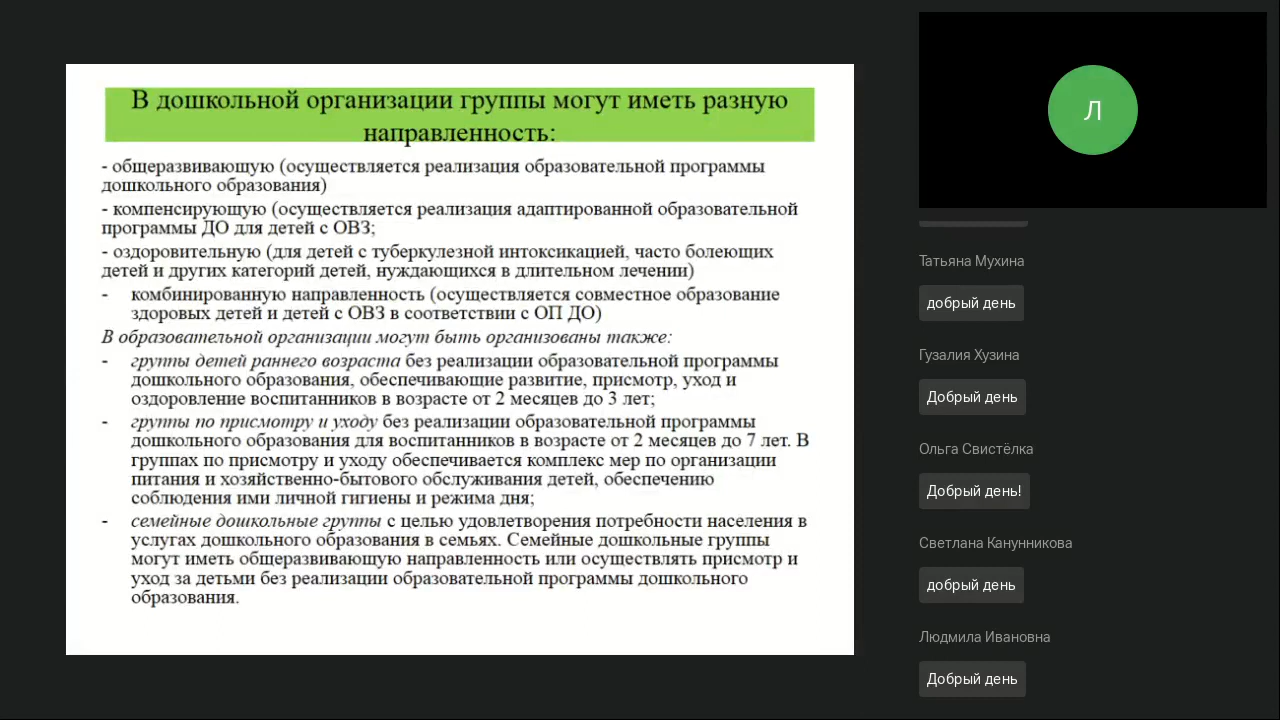 В дошкольной организации группы могут иметь разную
направленность:
- общеразвивающую (осуществляется реализация образовательной программы
дошкольного образования)
- компенсирующую (осуществляется реализация адаптированной образовательной
программы ДО для детей с ОВЗ;
- оздоровительную (для детей с туберкулезной интоксикацией, часто болеющих
детей и других категорий детей, нуждающихся в длительном лечении)
- комбинированную направленность (осуществляется совместное образование
здоровых детей и детей с ОВЗ в соответствии с ОП ДО)
В образовательной организации могут быть организованы также:
- группы детей раннего возраста без реализации образовательной программы
дошкольного образования, обеспечивающие развитие, присмотр, уход и
оздоровление воспитанников в возрасте от 2 месяцев до 3 лет;
- группы по присмотру и уходу без реализации образовательной программы
дошкольного образования для воспитанников в возрасте от 2 месяцев до 7 лет. В
группах по присмотру и уходу обеспечивается комплекс мер по организации
питания и хозяйственно-бытового обслуживания детей, обеспечению
соблюдения ими личной гигиены и режима дня;
- семейные дошкольные группы с целью удовлетворения потребности населения в
услугах дошкольного образования в семьях. Семейные дошкольные группы
могут иметь общеразвивающую направленность или осуществлять присмотр и
уход за детьми без реализации образовательной программы дошкольного
образования.
Л
Татьяна Мухина
добрый день
Гузалия Хузина
Добрый день
Ольга Свистёлка
Добрый день!
Светлана Канунникова
добрый день
Людмила Ивановна
Добрый день